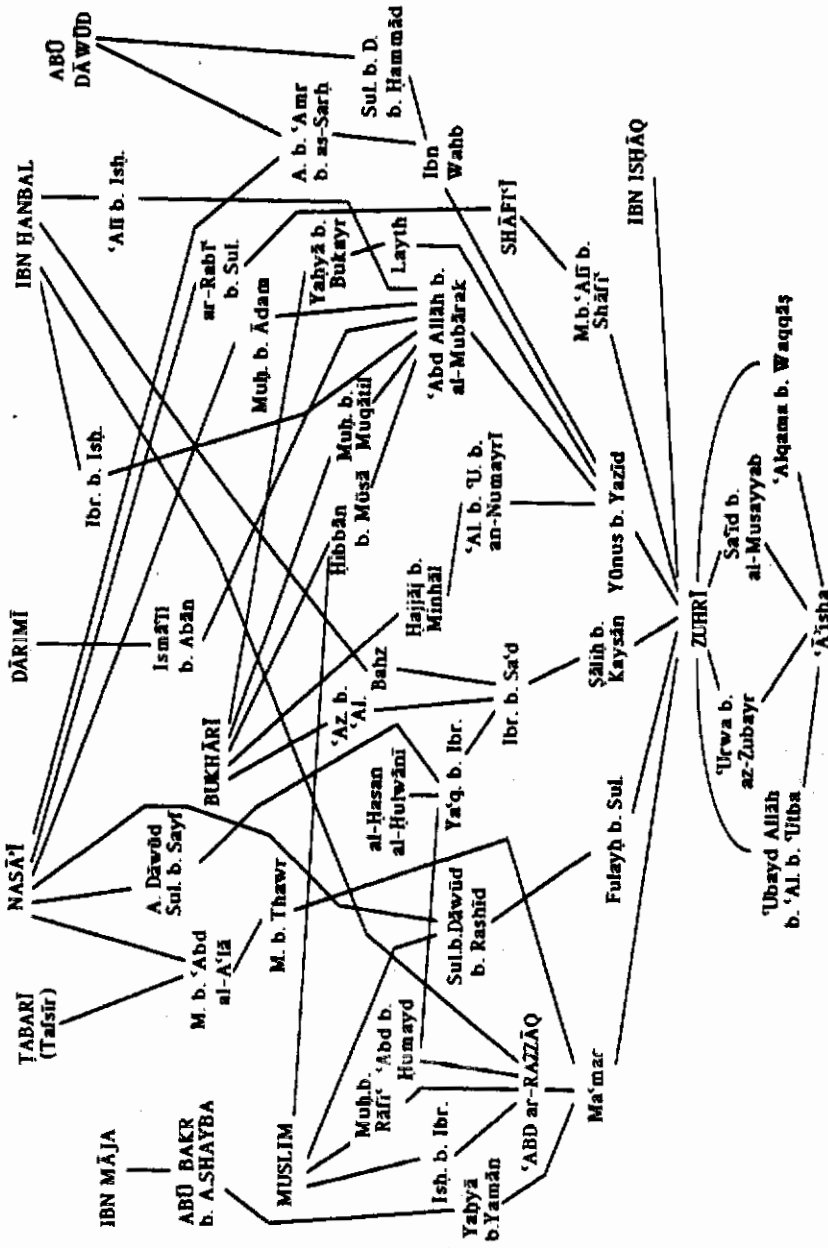 ABŪ
DĀWŪD
IBN ḤANBAL
DĀRIMĪ
NASĀʾĪ
ṬABARĪ
(Tafsīr)
IBN MĀJA
Sul. b. D.
b. Ḥammād
A. b. ʿAmr
b. as-Sarḥ
ʿAlī b. Isḥ.
Ibn
Wahb
ar-Rabīʿ
b. Sul.
Yaḥyā b.
Bukayr
Layth
SHĀFIʿĪ
Muḥ. b. Ādam
Ibr. b. Isḥ.
Ismāʿīl
b. Abān
BUKHĀRĪ
A. Dāwūd
Sul. b. Sayf
M. b. ʿAbd
al-Aʿlā
M. b. Thawr
ABŪ BAKR
b. A.SHAYBA
MUSLIM
ʿAbd Allāh b.
al-Mubārak
Muḥ. b.
Muqātil
Ḥibbān
b. Mūsā
M.b.ʿAlī b.
Shāfiʿ
IBN ISḤĀQ
ʿAl. b. ʿU. b.
an-Numayrī
Ḥajjāj b.
Minhāl
Bahz
ʿAz. b.
ʿAl.
al-Ḥasan
al-Ḥulwānī
Yaʿq. b. Ibr.
Ibr. b. Saʿd
Sul.b.Dāwūd
b. Rashīd
ʿAbd b.
Ḥumayd
Muḥ.b.
Rāfiʿ
Isḥ. b. Ibr.
Yaḥyā
b.Yamān
ʿABD ar-RAZZĀQ
Maʿmar
Fulayḥ b. Sul.
Ṣāliḥ b.
Kaysān
Yūnus b. Yazīd
ZUHRĪ
ʿUbayd Allāh
b. ʿAl. b. ʿUtba
ʿUrwa b.
az-Zubayr
Saʿīd b.
al-Musayyab
ʿAlqama b. Waqqāṣ
ʿĀʾisha